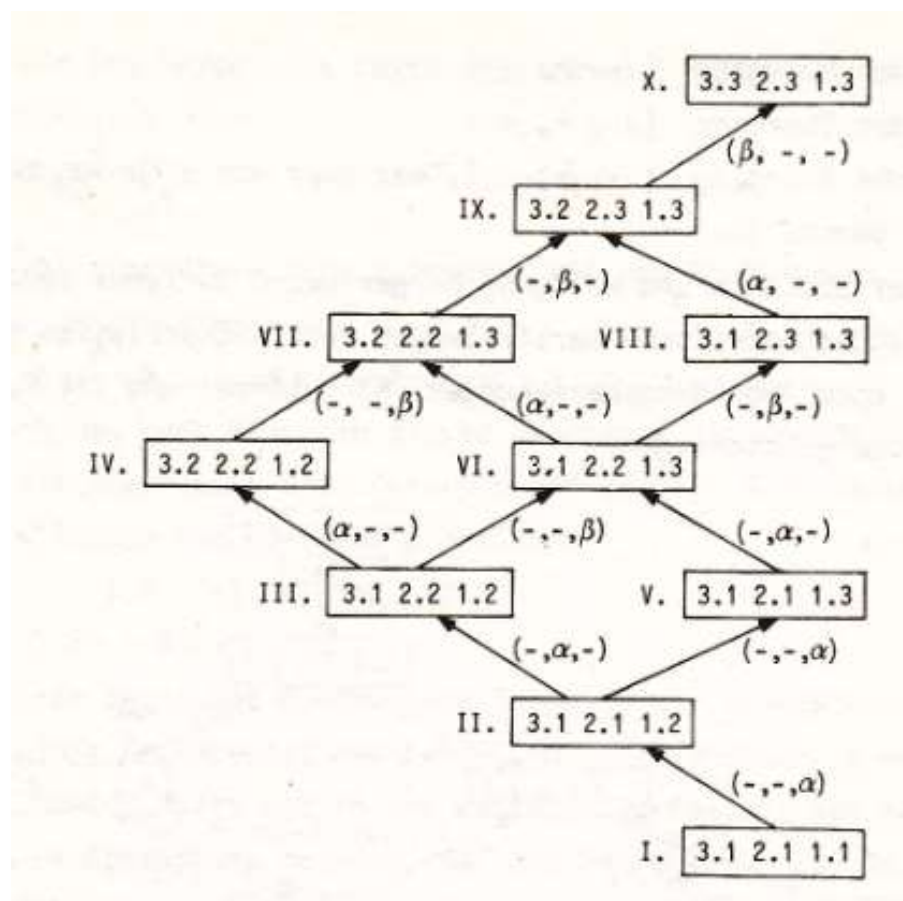 X. 3.3 2.3 1.3
(β, -, -)
IX. 3.2 2.3 1.3
(-,β,-) (α, -, -)
VII. 3.2 2.2 1.3 VIII. 3.1 2.3 1.3
(-, -,β) (α,-,-) (-,β,-)
IV. 3.2 2.2 1.2 VI. 3.1 2.2 1.3
(α,-,-) (-,-,β) (-,α,-)
III. 3.1 2.2 1.2 V. 3.1 2.1 1.3
(-,α,-) (-,-,α)
II. 3.1 2.1 1.2
(-,-,α)
I. 3.1 2.1 1.1